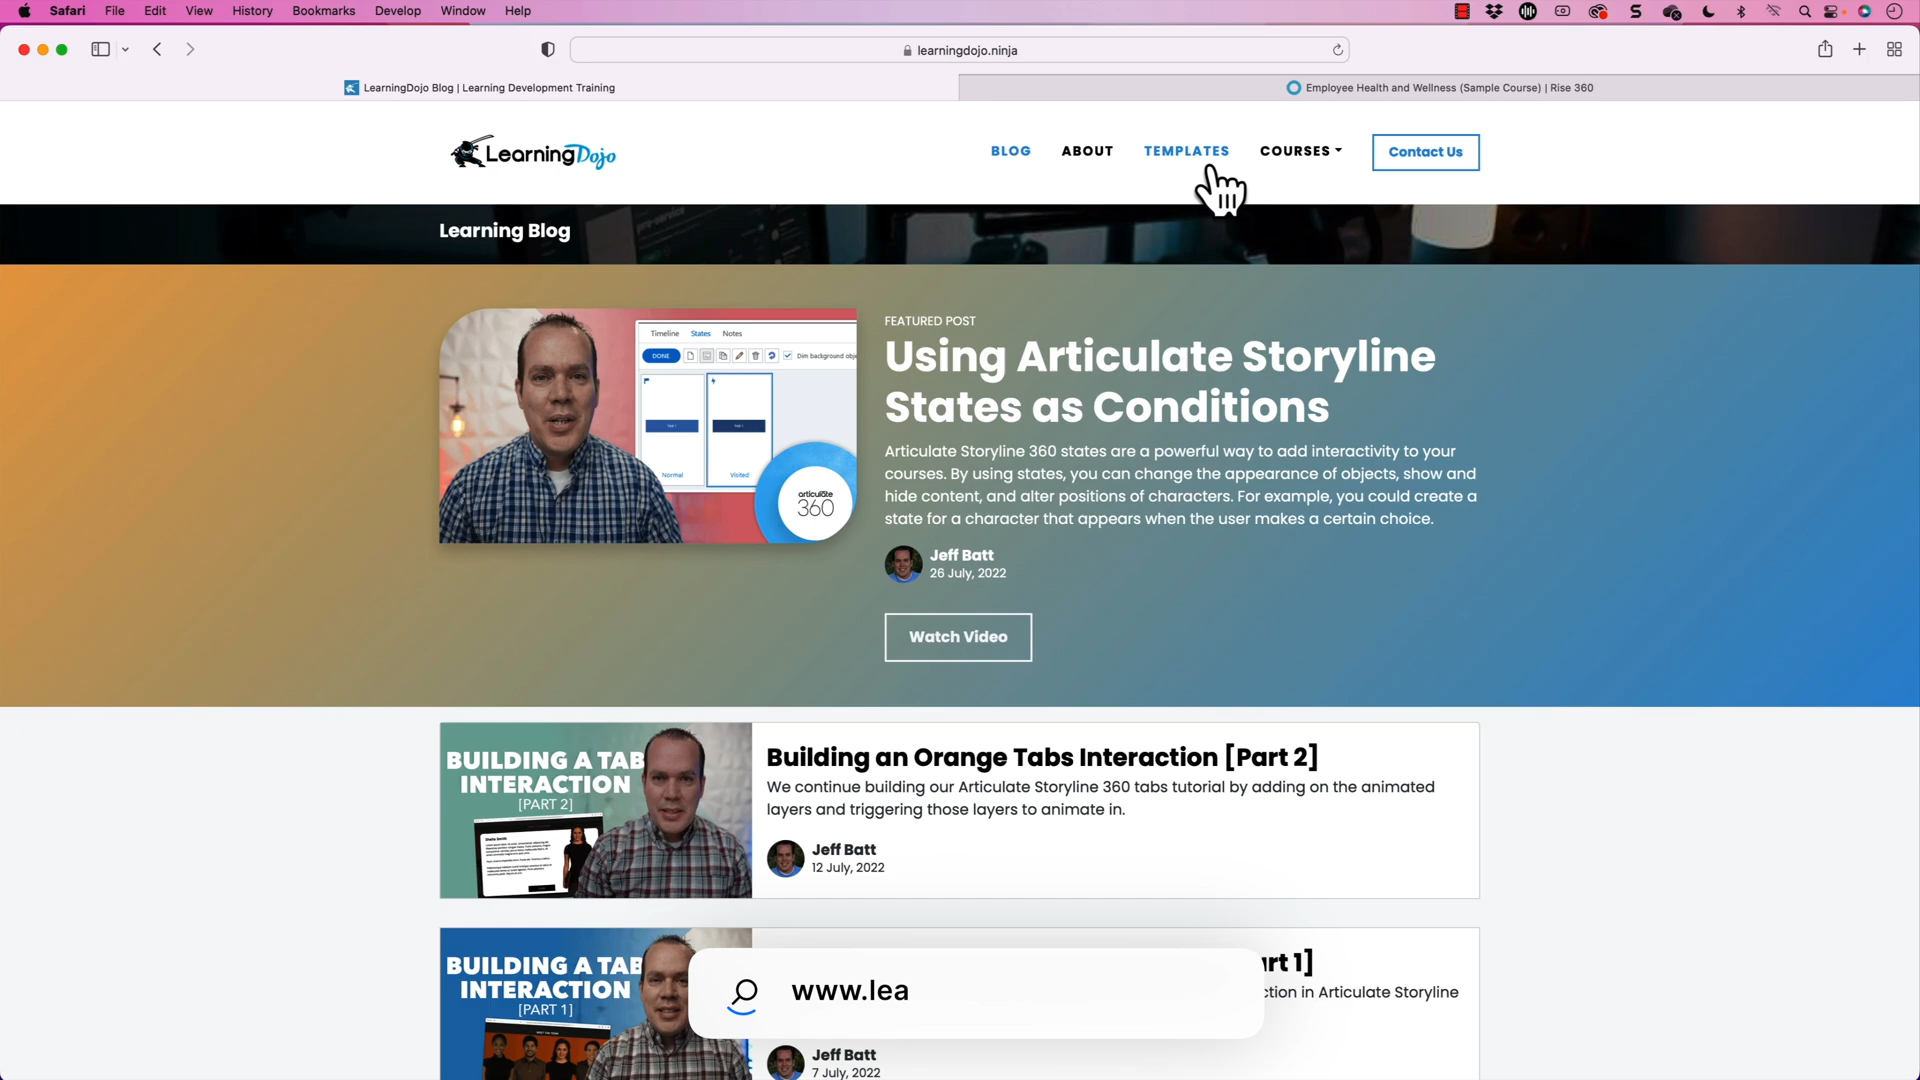 Safari File Edit View History Bookmarks Develop Window Help
learningdojo.ninja
LearningDojo Blog | Learning Development Training
Employee Health and Wellness (Sample Course) | Rise 360
LearningDojo
BLOG ABOUT TEMPLATES COURSES Contact Us
Learning Blog
Timeline States Notes
DONE Dim background obje
Normal Visited
articulate
360
FEATURED POST
Using Articulate Storyline
States as Conditions
Articulate Storyline 360 states are a powerful way to add interactivity to your
courses. By using states, you can change the appearance of objects, show and
hide content, and alter positions of characters. For example, you could create a
state for a character that appears when the user makes a certain choice.
Jeff Batt
26 July, 2022
Watch Video
BUILDING A TAB
INTERACTION
[PART 2]
Building an Orange Tabs Interaction [Part 2]
We continue building our Articulate Storyline 360 tabs tutorial by adding on the animated
layers and triggering those layers to animate in.
Jeff Batt
12 July, 2022
BUILDING A TAB
INTERACTION
[PART 1]
art 1]
ction in Articulate Storyline
www.lea
Jeff Batt
7 July, 2022